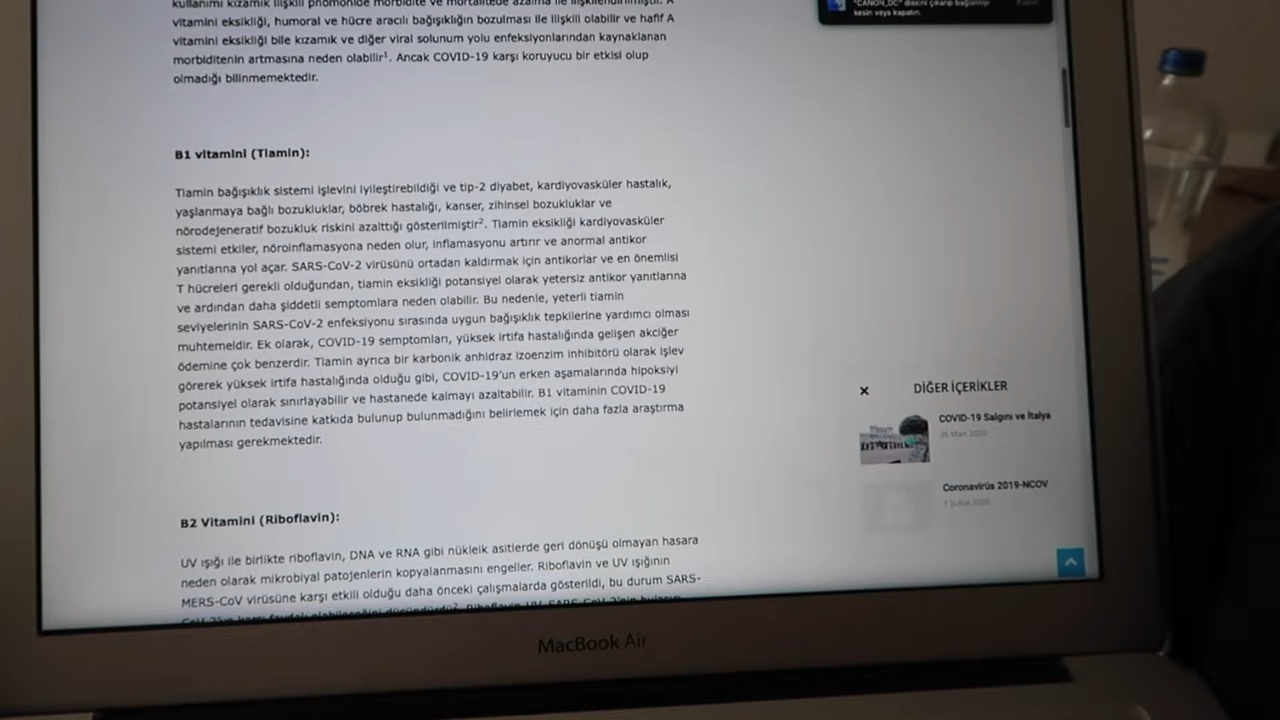 kullanımı kızamık ilişkili pnömonide morbidite ve mortalitede azalma ile ilişkilendirilmiştir. A
vitamini eksikliği, humoral ve hücre aracılı bağışıklığın bozulması ile ilişkili olabilir ve hafif A
vitamini eksikliği bile kızamık ve diğer viral solunum yolu enfeksiyonlarından kaynaklanan
morbiditenin artmasına neden olabilir¹. Ancak COVID-19 karşı koruyucu bir etkisi olup
olmadığı bilinmemektedir.
B1 vitamini (Tiamin):
Tiamin bağışıklık sistemi işlevini iyileştirebildiği ve tip-2 diyabet, kardiyovasküler hastalık,
yaşlanmaya bağlı bozukluklar, böbrek hastalığı, kanser, zihinsel bozukluklar ve
nörodejeneratif bozukluk riskini azalttığı gösterilmiştir². Tiamin eksikliği kardiyovasküler
sistemi etkiler, nöroinflamasyona neden olur, inflamasyonu artırır ve anormal antikor
yanıtlarına yol açar. SARS-CoV-2 virüsünü ortadan kaldırmak için antikorlar ve en önemlisi
T hücreleri gerekli olduğundan, tiamin eksikliği potansiyel olarak yetersiz antikor yanıtlarına
ve ardından daha şiddetli semptomlara neden olabilir. Bu nedenle, yeterli tiamin
seviyelerinin SARS-CoV-2 enfeksiyonu sırasında uygun bağışıklık tepkilerine yardımcı olması
muhtemeldir. Ek olarak, COVID-19 semptomları, yüksek irtifa hastalığında gelişen akciğer
ödemine çok benzerdir. Tiamin ayrıca bir karbonik anhidraz izoenzim inhibitörü olarak işlev
görerek yüksek irtifa hastalığında olduğu gibi, COVID-19'un erken aşamalarında hipoksiyi
potansiyel olarak sınırlayabilir ve hastanede kalmayı azaltabilir. B1 vitaminin COVID-19
hastalarının tedavisine katkıda bulunup bulunmadığını belirlemek için daha fazla araştırma
yapılması gerekmektedir.
B2 Vitamini (Riboflavin):
UV ışığı ile birlikte riboflavin, DNA ve RNA gibi nükleik asitlerde geri dönüşü olmayan hasara
neden olarak mikrobiyal patojenlerin kopyalanmasını engeller. Riboflavin ve UV ışığının
MERS-CoV virüsüne karşı etkili olduğu daha önceki çalışmalarda gösterildi, bu durum SARS-
"CANON_DC" diskini çıkarıp bağlantıyı
kesin veya kapatın.
× DİĞER İÇERİKLER
COVID-19 Salgını ve İtalya
26 Mart 2020
Coronavirüs 2019-NCOV
1 Şubat 2020
MacBook Air